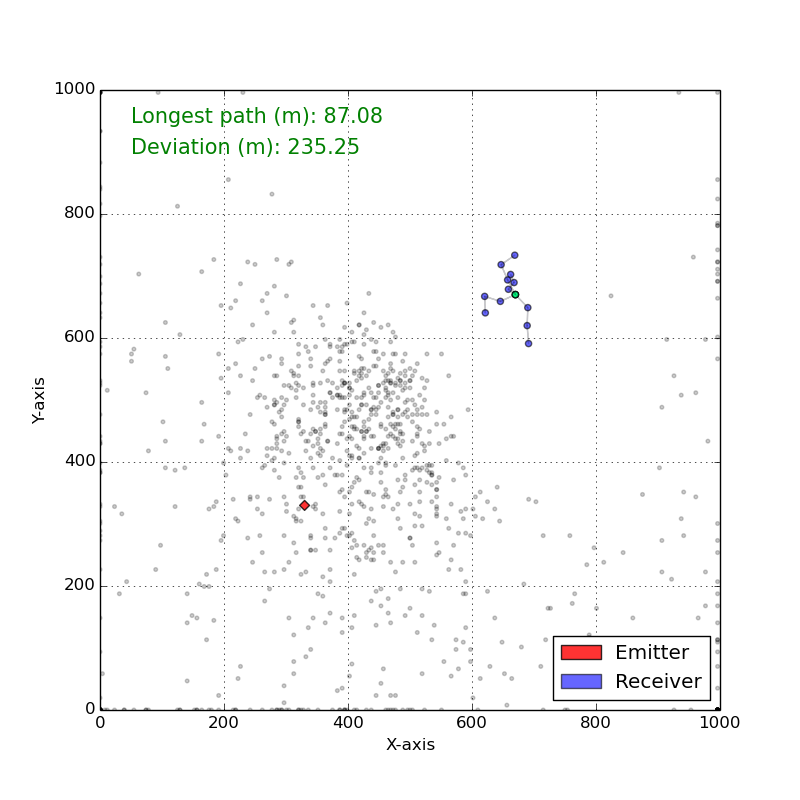 Longest path (m): 87.08
Deviation (m): 235.25
1000
800
600
400
200
0
Y-axis
0 200 400 600 800 1000
X-axis
Emitter
Receiver